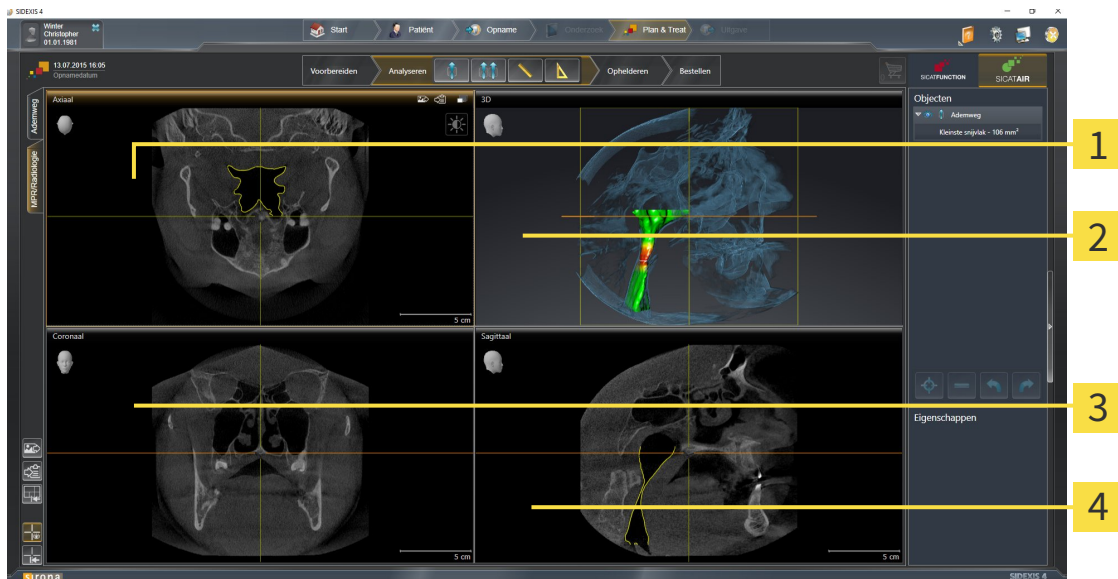 SIDEXIS 4
Winter
Christopher
01.01.1981
Start
Patiënt
Opname
Onderzoek
Plan & Treat
Uitgave
13.07.2015 16:05
Opnamedatum
Voorbereiden
Analyseren
Ophelderen
Bestellen
SICATFUNCTION
SICATAIR
Ademweg
MPR/Radiologie
Axiaal
5 cm
3D
Objecten
Ademweg
Kleinste snijvlak - 106 mm²
1
2
Coronaal
5 cm
Sagittaal
5 cm
Eigenschappen
3
4
sirona
SIDEXIS 4